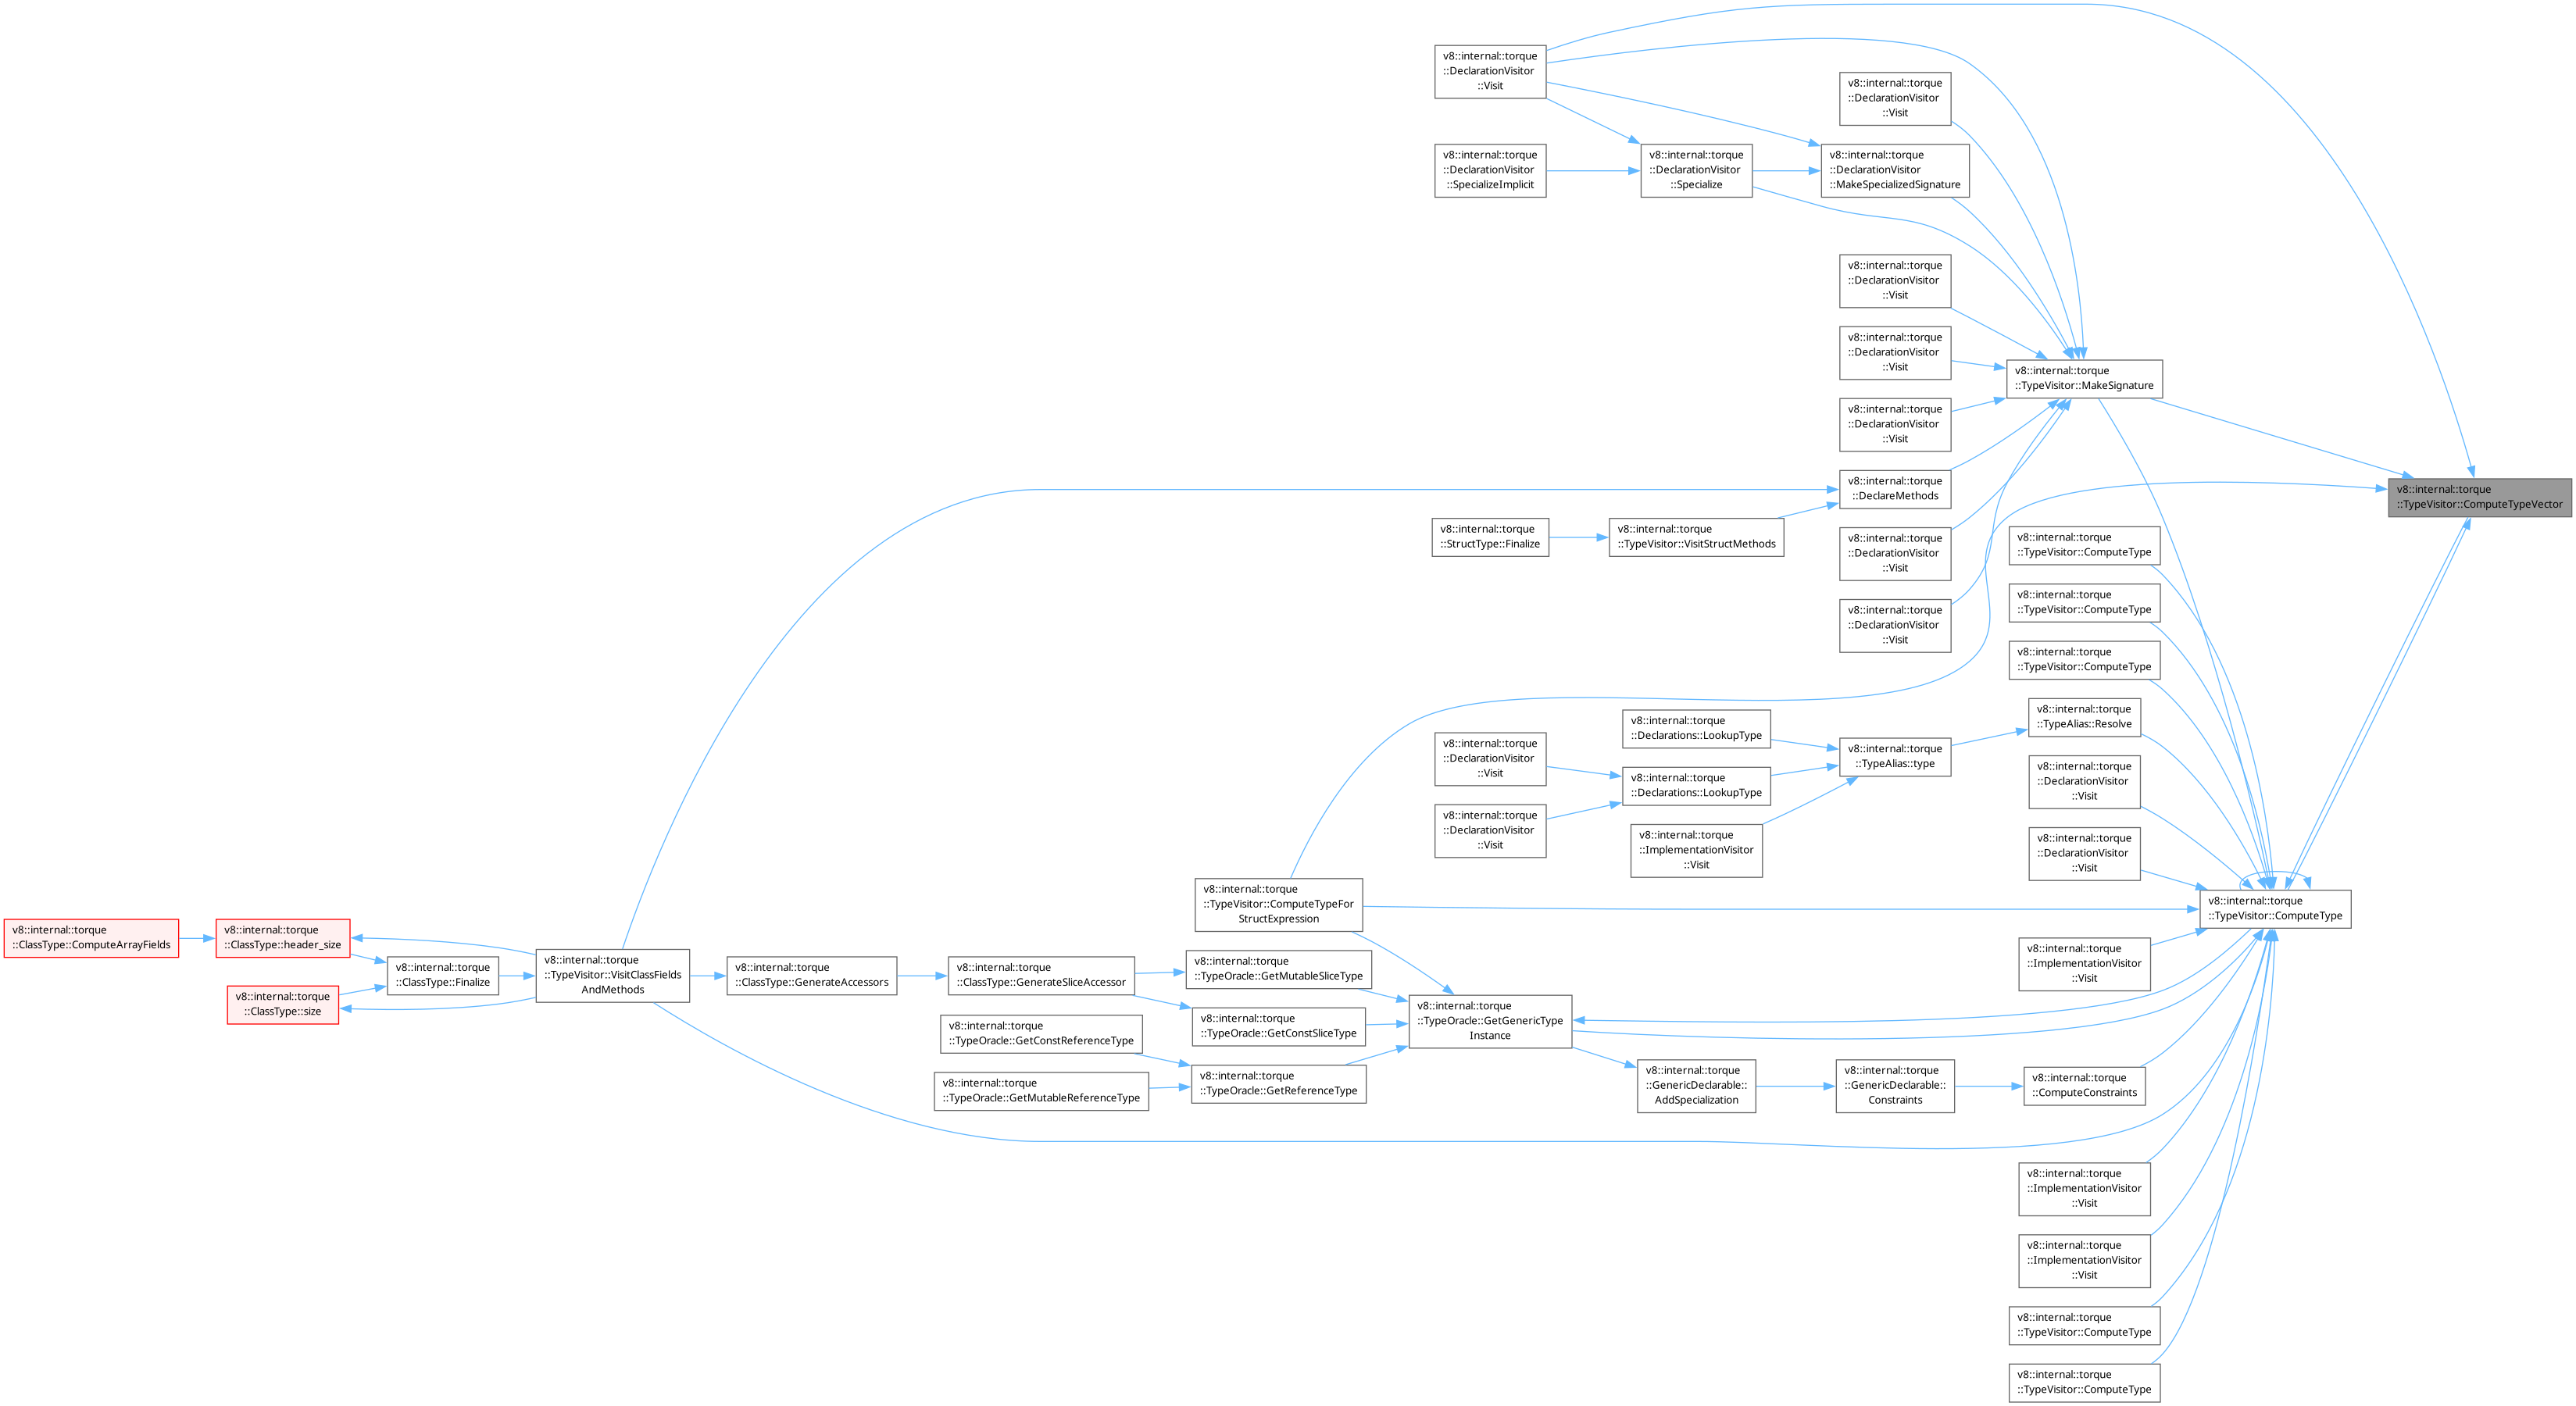 v8::internal::torque
::DeclarationVisitor
::Visit
v8::internal::torque
::DeclarationVisitor
::Visit
v8::internal::torque
::DeclarationVisitor
::SpecializeImplicit
v8::internal::torque
::DeclarationVisitor
::Specialize
v8::internal::torque
::DeclarationVisitor
::MakeSpecializedSignature
v8::internal::torque
::DeclarationVisitor
::Visit
v8::internal::torque
::DeclarationVisitor
::Visit
v8::internal::torque
::TypeVisitor::MakeSignature
v8::internal::torque
::DeclarationVisitor
::Visit
v8::internal::torque
::DeclareMethods
v8::internal::torque
::TypeVisitor::ComputeTypeVector
v8::internal::torque
::StructType::Finalize
v8::internal::torque
::TypeVisitor::VisitStructMethods
v8::internal::torque
::DeclarationVisitor
::Visit
v8::internal::torque
::TypeVisitor::ComputeType
v8::internal::torque
::TypeVisitor::ComputeType
v8::internal::torque
::DeclarationVisitor
::Visit
v8::internal::torque
::TypeVisitor::ComputeType
v8::internal::torque
::TypeAlias::Resolve
v8::internal::torque
::Declarations::LookupType
v8::internal::torque
::DeclarationVisitor
::Visit
v8::internal::torque
::TypeAlias::type
v8::internal::torque
::Declarations::LookupType
v8::internal::torque
::DeclarationVisitor
::Visit
v8::internal::torque
::DeclarationVisitor
::Visit
v8::internal::torque
::ImplementationVisitor
::Visit
v8::internal::torque
::DeclarationVisitor
::Visit
v8::internal::torque
::TypeVisitor::ComputeTypeFor
StructExpression
v8::internal::torque
::TypeVisitor::ComputeType
v8::internal::torque
::ClassType::ComputeArrayFields
v8::internal::torque
::ClassType::header_size
v8::internal::torque
::ClassType::Finalize
v8::internal::torque
::ClassType::size
v8::internal::torque
::TypeVisitor::VisitClassFields
AndMethods
v8::internal::torque
::ClassType::GenerateAccessors
v8::internal::torque
::ClassType::GenerateSliceAccessor
v8::internal::torque
::TypeOracle::GetMutableSliceType
v8::internal::torque
::ImplementationVisitor
::Visit
v8::internal::torque
::TypeOracle::GetGenericType
Instance
v8::internal::torque
::TypeOracle::GetConstSliceType
v8::internal::torque
::TypeOracle::GetConstReferenceType
v8::internal::torque
::TypeOracle::GetMutableReferenceType
v8::internal::torque
::TypeOracle::GetReferenceType
v8::internal::torque
::GenericDeclarable::
AddSpecialization
v8::internal::torque
::GenericDeclarable::
Constraints
v8::internal::torque
::ComputeConstraints
v8::internal::torque
::ImplementationVisitor
::Visit
v8::internal::torque
::ImplementationVisitor
::Visit
v8::internal::torque
::TypeVisitor::ComputeType
v8::internal::torque
::TypeVisitor::ComputeType